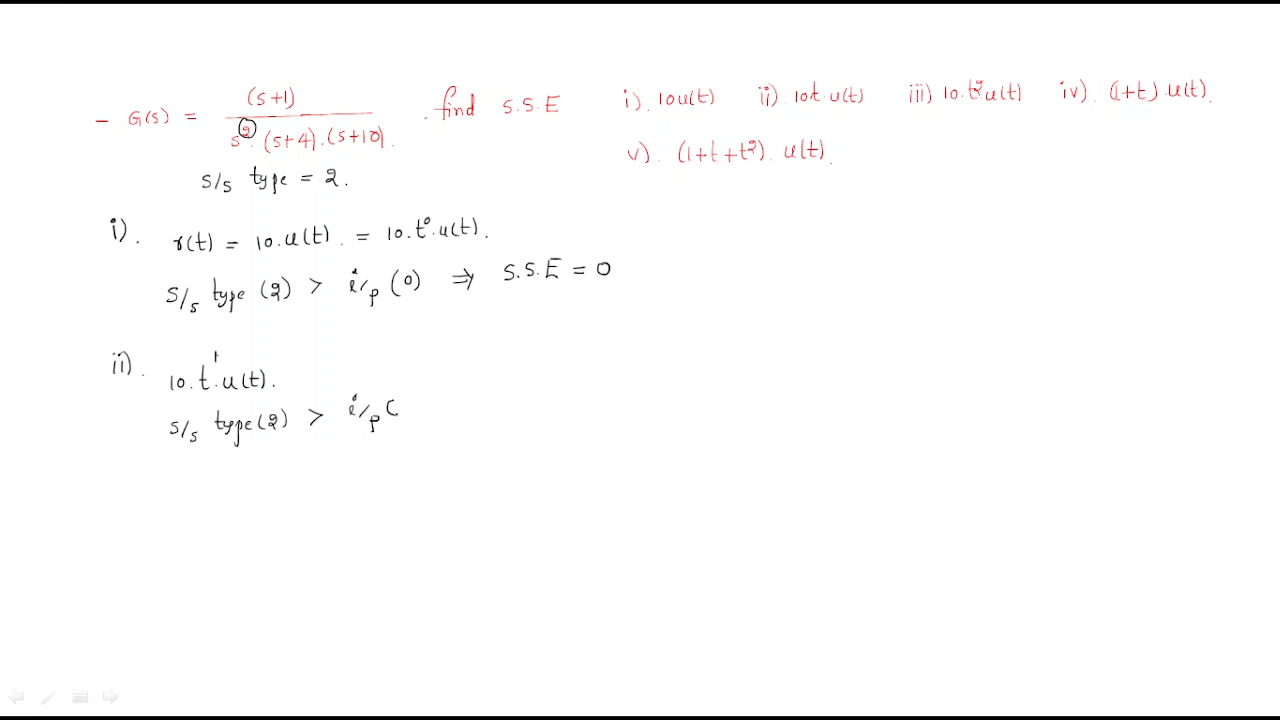 - G(s) = (s+1) / s². (s+4).(s+10). . find S.S.E i). 10u(t) ii) 10t.u(t) iii) 10.t²u(t) iv). (1+t).u(t).
v). (1+t+t²). u(t).
s/s type = 2.
i). r(t) = 10.u(t). = 10.t⁰.u(t).
S/s type (2) > i/p (0) ⇒ S.S.E = 0
ii). 10.t¹.u(t).
s/s type(2) > i/p (